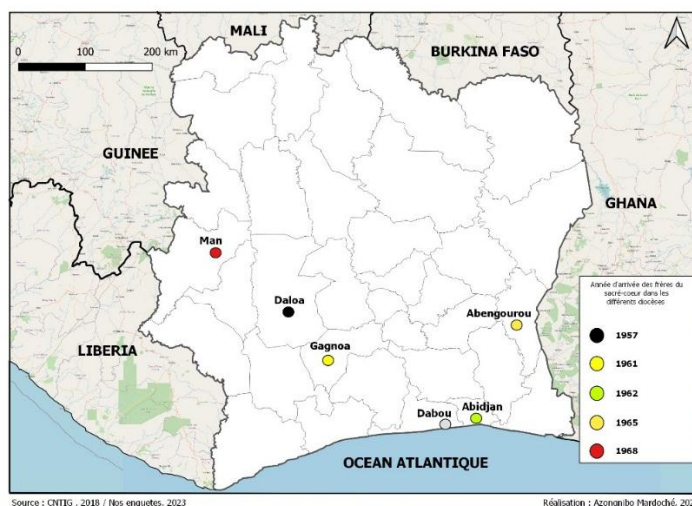 MALI
BURKINA FASO
0 100 200 km
GUINEE
GHANA
Man
Daloa
Abengourou
Gagnoa
LIBERIA
Dabou
Abidjan
OCEAN ATLANTIQUE
Année d'arrivée des frères du
sacré-coeur dans les
différents diocèses
1957
1961
1962
1965
1968
Source : CNTIG , 2018 / Nos enquetes, 2023
Réalisation : Azongnibo Mardoché,